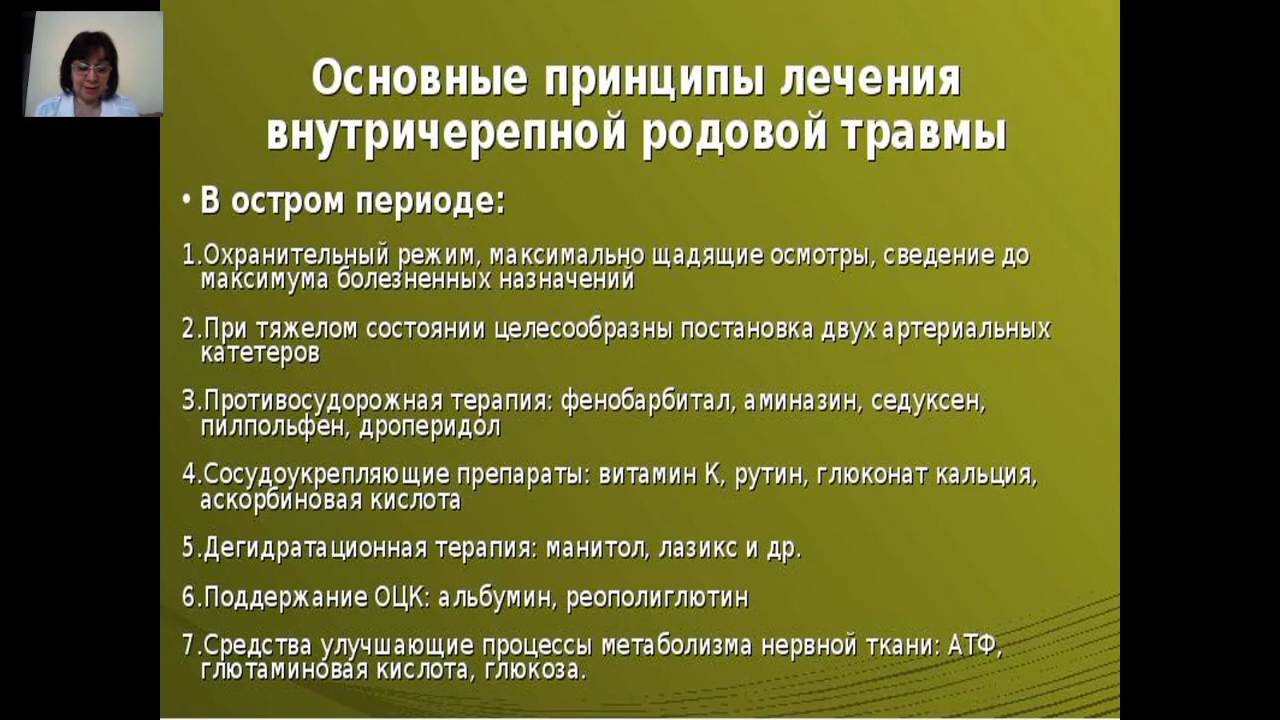 Основные принципы лечения
внутричерепной родовой травмы
• В остром периоде:
1.Охранительный режим, максимально щадящие осмотры, сведение до
максимума болезненных назначений
2.При тяжелом состоянии целесообразны постановка двух артериальных
катетеров
3.Противосудорожная терапия: фенобарбитал, аминазин, седуксен,
пилпольфен, дроперидол
4.Сосудоукрепляющие препараты: витамин К, рутин, глюконат кальция,
аскорбиновая кислота
5.Дегидратационная терапия: манитол, лазикс и др.
6.Поддержание ОЦК: альбумин, реополиглютин
7.Средства улучшающие процессы метаболизма нервной ткани: АТФ,
глютаминовая кислота, глюкоза.